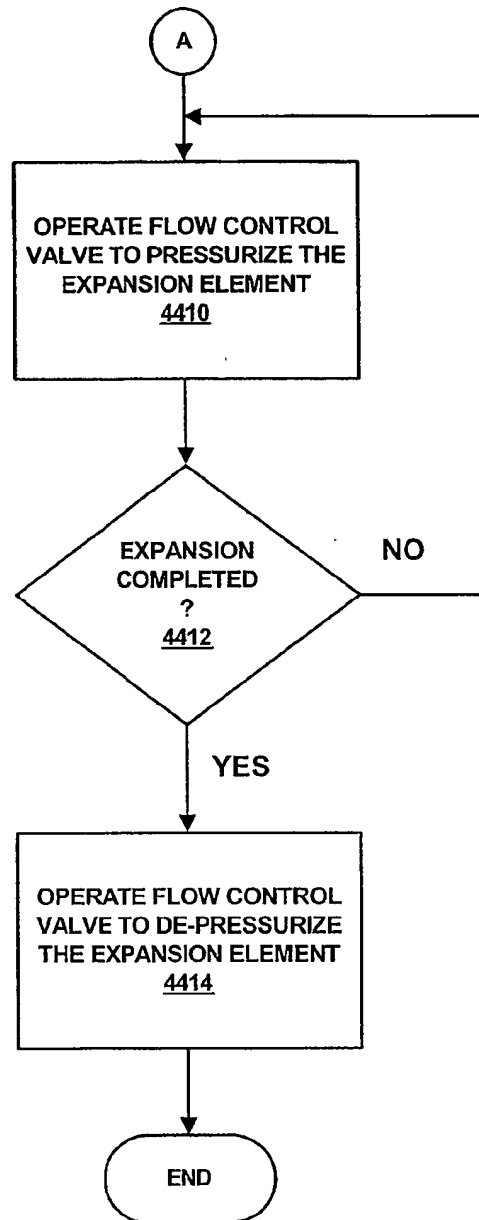 A
OPERATE FLOW CONTROL
VALVE TO PRESSURIZE THE
EXPANSION ELEMENT
4410
EXPANSION
COMPLETED
?
4412
NO
YES
OPERATE FLOW CONTROL
VALVE TO DE-PRESSURIZE
THE EXPANSION ELEMENT
4414
END